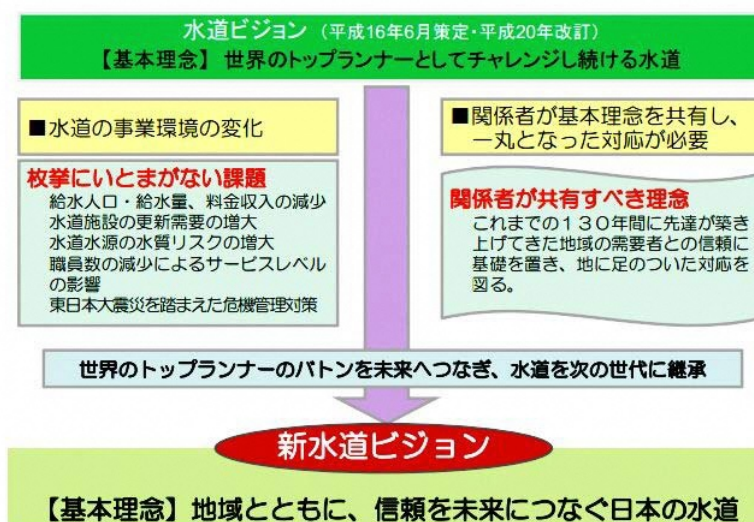 水道ビジョン（平成16年6月策定・平成20年改訂）
【基本理念】世界のトップランナーとしてチャレンジし続ける水道
■水道の事業環境の変化
枚挙にいとまがない課題
給水人口・給水量、料金収入の減少
水道施設の更新需要の増大
水道水源の水質リスクの増大
職員数の減少によるサービスレベル
の影響
東日本大震災を踏まえた危機管理対策
■関係者が基本理念を共有し、
一丸となった対応が必要
関係者が共有すべき理念
これまでの１３０年間に先達が築き
上げてきた地域の需要者との信頼に
基礎を置き、地に足のついた対応を
図る。
世界のトップランナーのバトンを未来へつなぎ、水道を次の世代に継承
新水道ビジョン
【基本理念】地域とともに、信頼を未来につなぐ日本の水道